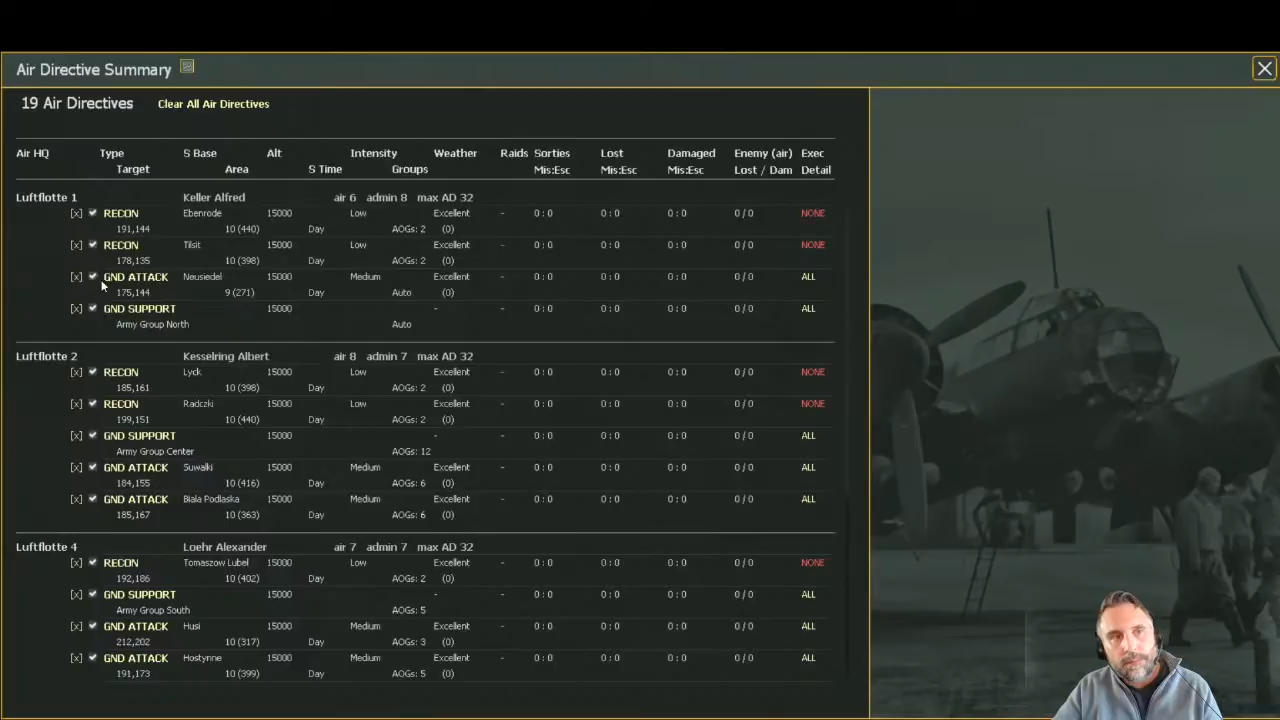 Air Directive Summary
19 Air Directives Clear All Air Directives
Air HQ Type S Base Alt Intensity Weather Raids Sorties Lost Damaged Enemy (air) Exec
Target Area S Time Groups Mis:Esc Mis:Esc Mis:Esc Lost / Dam Detail
Luftflotte 1 Keller Alfred air 6 admin 8 max AD 32
[x] RECON Ebenrode 15000 Low Excellent - 0 : 0 0 : 0 0 : 0 0 / 0 NONE
191,144 10 (440) Day AOGs: 2 (0)
[x] RECON Tilsit 15000 Low Excellent - 0 : 0 0 : 0 0 : 0 0 / 0 NONE
178,135 10 (398) Day AOGs: 2 (0)
[x] GND ATTACK Neusiedel 15000 Medium Excellent - 0 : 0 0 : 0 0 : 0 0 / 0 ALL
175,144 9 (271) Day Auto (0)
[x] GND SUPPORT 15000 - - 0 : 0 0 : 0 0 : 0 0 / 0 ALL
Army Group North Auto
Luftflotte 2 Kesselring Albert air 8 admin 7 max AD 32
[x] RECON Lyck 15000 Low Excellent - 0 : 0 0 : 0 0 : 0 0 / 0 NONE
185,161 10 (398) Day AOGs: 2 (0)
[x] RECON Radczki 15000 Low Excellent - 0 : 0 0 : 0 0 : 0 0 / 0 NONE
199,151 10 (440) Day AOGs: 2 (0)
[x] GND SUPPORT 15000 - - 0 : 0 0 : 0 0 : 0 0 / 0 ALL
Army Group Center AOGs: 12
[x] GND ATTACK Suwalki 15000 Medium Excellent - 0 : 0 0 : 0 0 : 0 0 / 0 ALL
184,155 10 (416) Day AOGs: 6 (0)
[x] GND ATTACK Biala Podlaska 15000 Medium Excellent - 0 : 0 0 : 0 0 : 0 0 / 0 ALL
185,167 10 (363) Day AOGs: 6 (0)
Luftflotte 4 Loehr Alexander air 7 admin 7 max AD 32
[x] RECON Tomaszow Lubel 15000 Low Excellent - 0 : 0 0 : 0 0 : 0 0 / 0 NONE
192,186 10 (402) Day AOGs: 2 (0)
[x] GND SUPPORT 15000 - - 0 : 0 0 : 0 0 : 0 0 / 0 ALL
Army Group South AOGs: 5
[x] GND ATTACK Husi 15000 Medium Excellent - 0 : 0 0 : 0 0 : 0 0 / 0 ALL
212,202 10 (317) Day AOGs: 3 (0)
[x] GND ATTACK Hostynne 15000 Medium Excellent - 0 : 0 0 : 0 0 : 0 0 / 0 ALL
191,173 10 (399) Day AOGs: 5 (0)